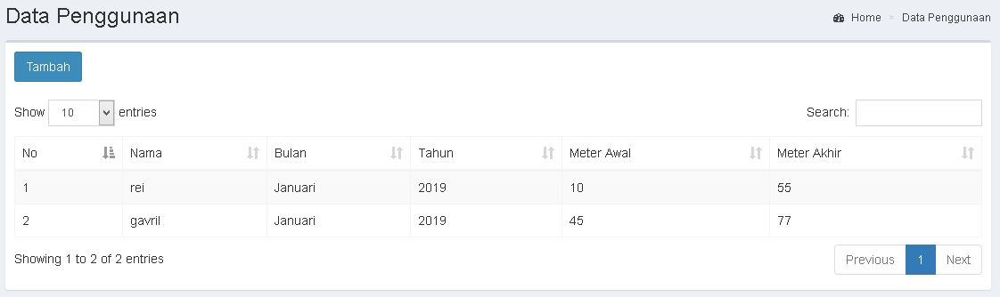 Data Penggunaan
Home > Data Penggunaan
Tambah
Show 10 entries
Search:
No Nama Bulan Tahun Meter Awal Meter Akhir
1 rei Januari 2019 10 55
2 gavril Januari 2019 45 77
Showing 1 to 2 of 2 entries
Previous 1 Next